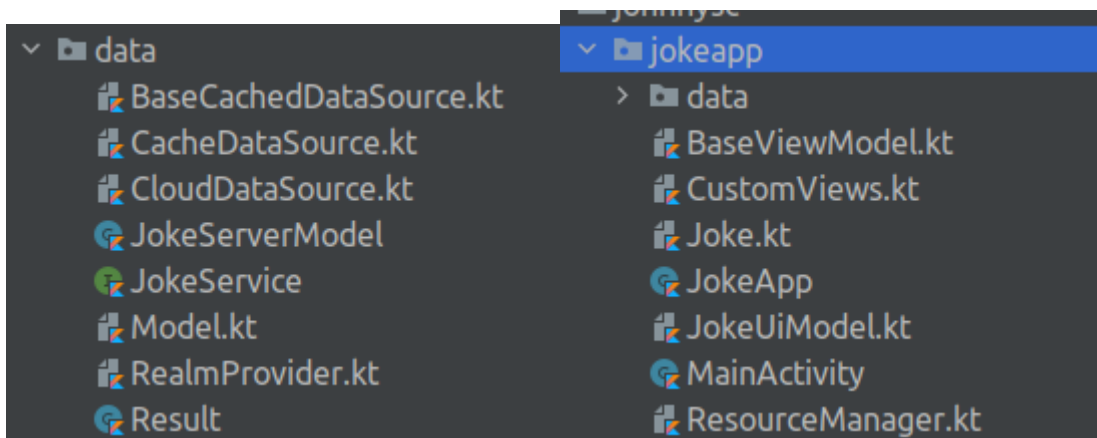 data
BaseCachedDataSource.kt
CacheDataSource.kt
CloudDataSource.kt
JokeServerModel
JokeService
Model.kt
RealmProvider.kt
Result
jokeapp
data
BaseViewModel.kt
CustomViews.kt
Joke.kt
JokeApp
JokeUiModel.kt
MainActivity
ResourceManager.kt